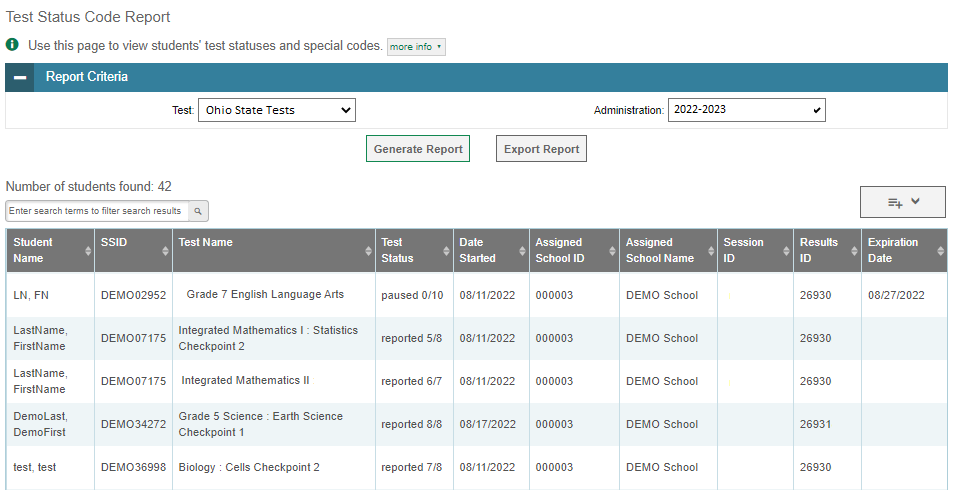 Test Status Code Report
Use this page to view students' test statuses and special codes. more info
Report Criteria
Test: Ohio State Tests Administration: 2022-2023
Generate Report Export Report
Number of students found: 42
Enter search terms to filter search results
Student Name SSID Test Name Test Status Date Started Assigned School ID Assigned School Name Session ID Results ID Expiration Date
LN, FN DEMO02952 Grade 7 English Language Arts paused 0/10 08/11/2022 000003 DEMO School 26930 08/27/2022
LastName, FirstName DEMO07175 Integrated Mathematics I : Statistics Checkpoint 2 reported 5/8 08/11/2022 000003 DEMO School 26930
LastName, FirstName DEMO07175 Integrated Mathematics II reported 6/7 08/11/2022 000003 DEMO School 26930
DemoLast, DemoFirst DEMO34272 Grade 5 Science : Earth Science Checkpoint 1 reported 8/8 08/17/2022 000003 DEMO School 26931
test, test DEMO36998 Biology : Cells Checkpoint 2 reported 7/8 08/11/2022 000003 DEMO School 26930